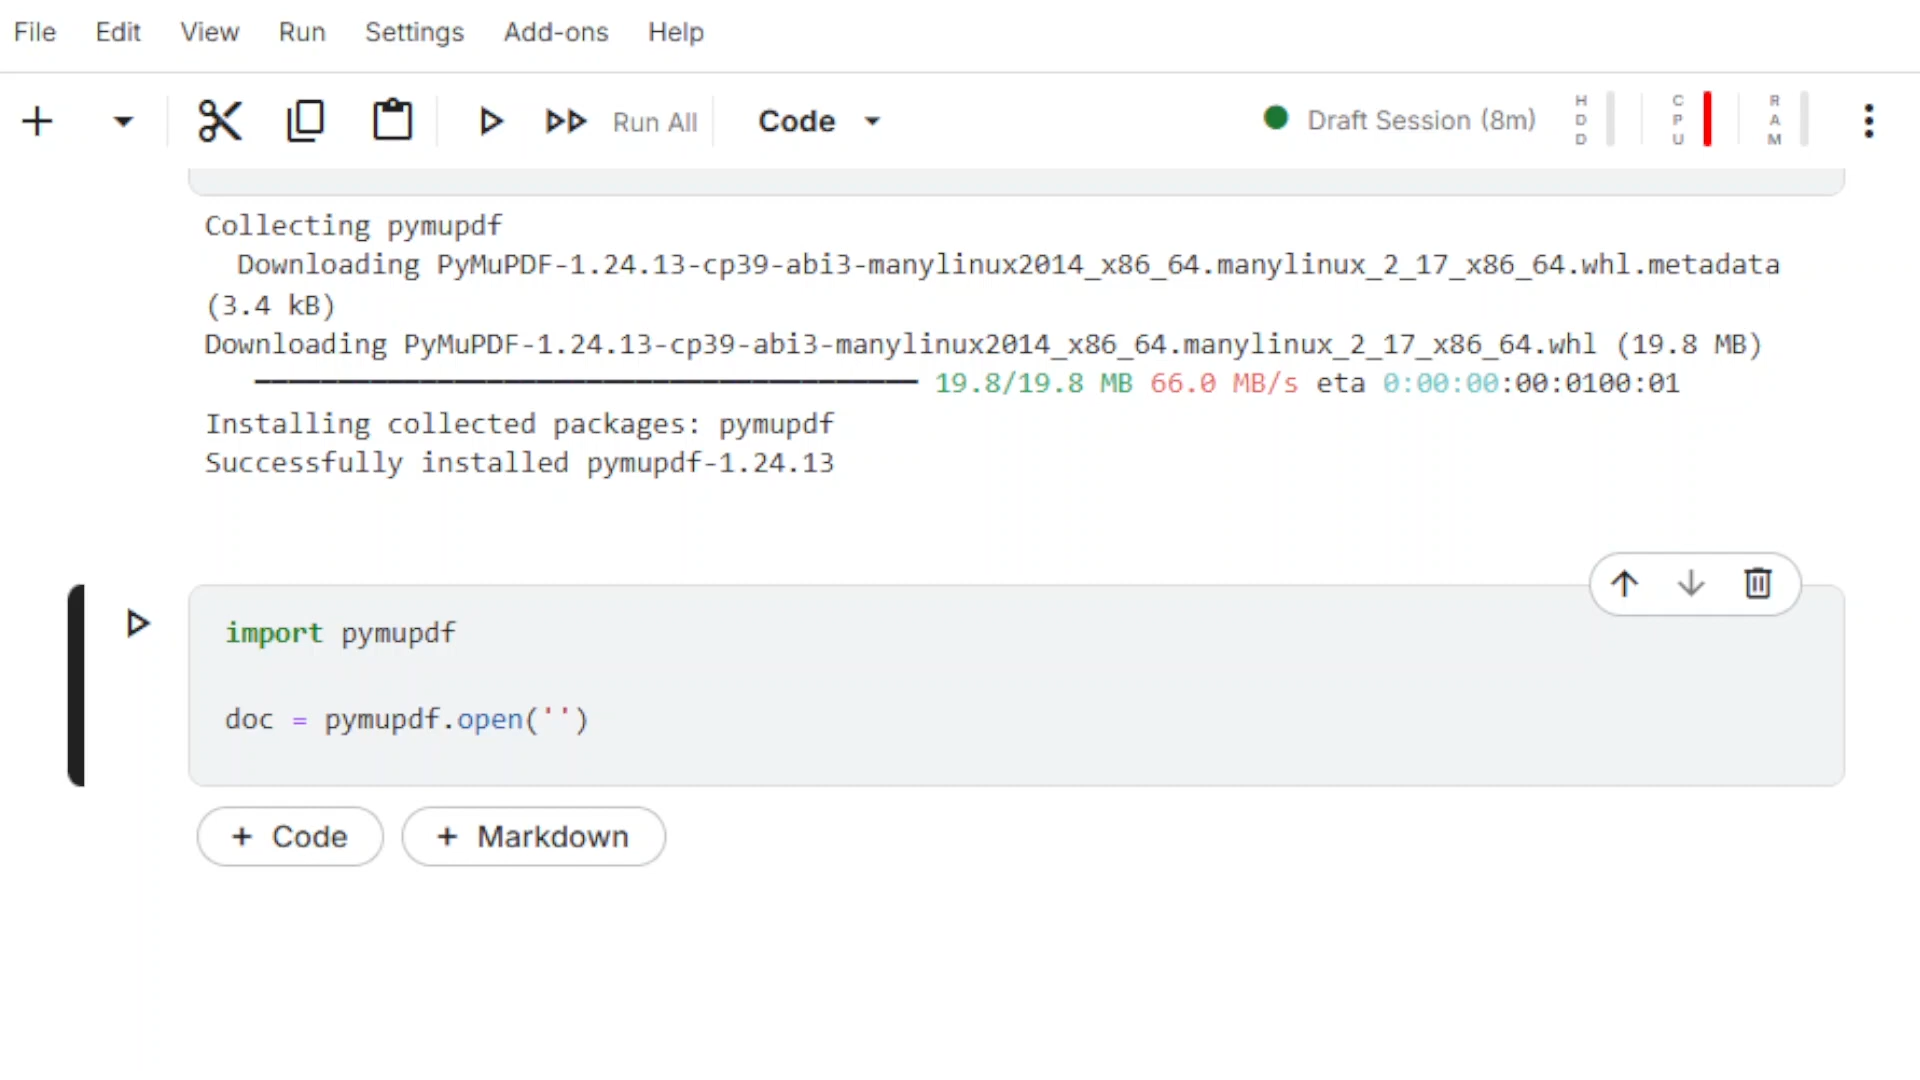 File Edit View Run Settings Add-ons Help
Run All Code Draft Session (8m) HDD CPU RAM
Collecting pymupdf
Downloading PyMuPDF-1.24.13-cp39-abi3-manylinux2014_x86_64.manylinux_2_17_x86_64.whl.metadata
(3.4 kB)
Downloading PyMuPDF-1.24.13-cp39-abi3-manylinux2014_x86_64.manylinux_2_17_x86_64.whl (19.8 MB)
19.8/19.8 MB 66.0 MB/s eta 0:00:00:00:0100:01
Installing collected packages: pymupdf
Successfully installed pymupdf-1.24.13
import pymupdf
doc = pymupdf.open('')
+ Code + Markdown